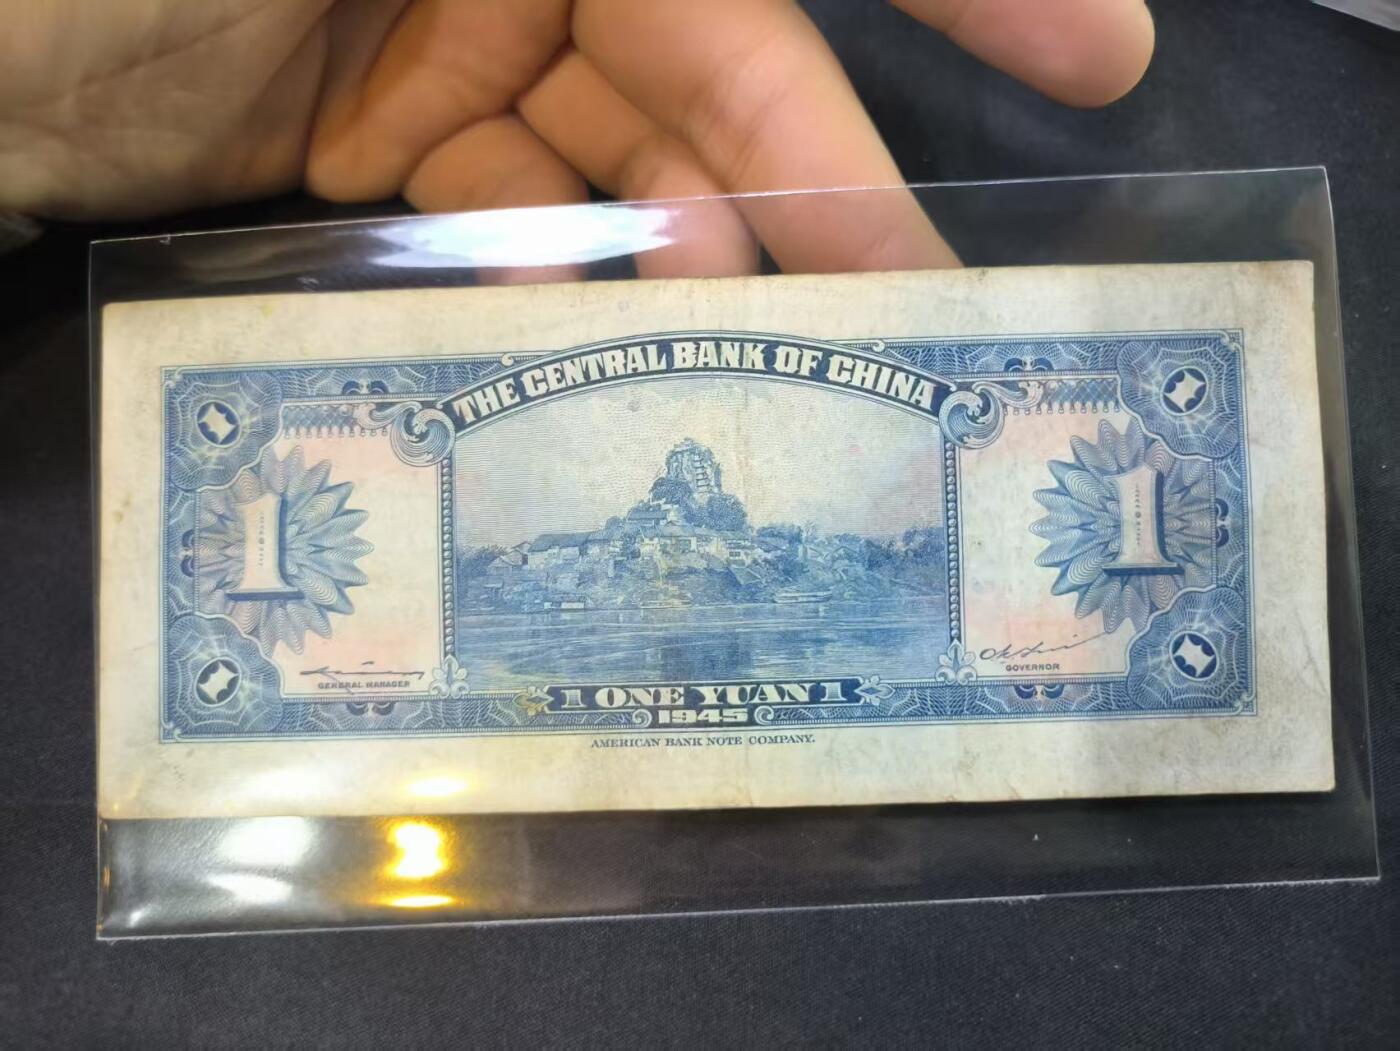 THE CENTRAL BANK OF CHINA
1
1
GENERAL MANAGER
GOVERNOR
1 ONE YUAN 1
1945
AMERICAN BANK NOTE COMPANY.